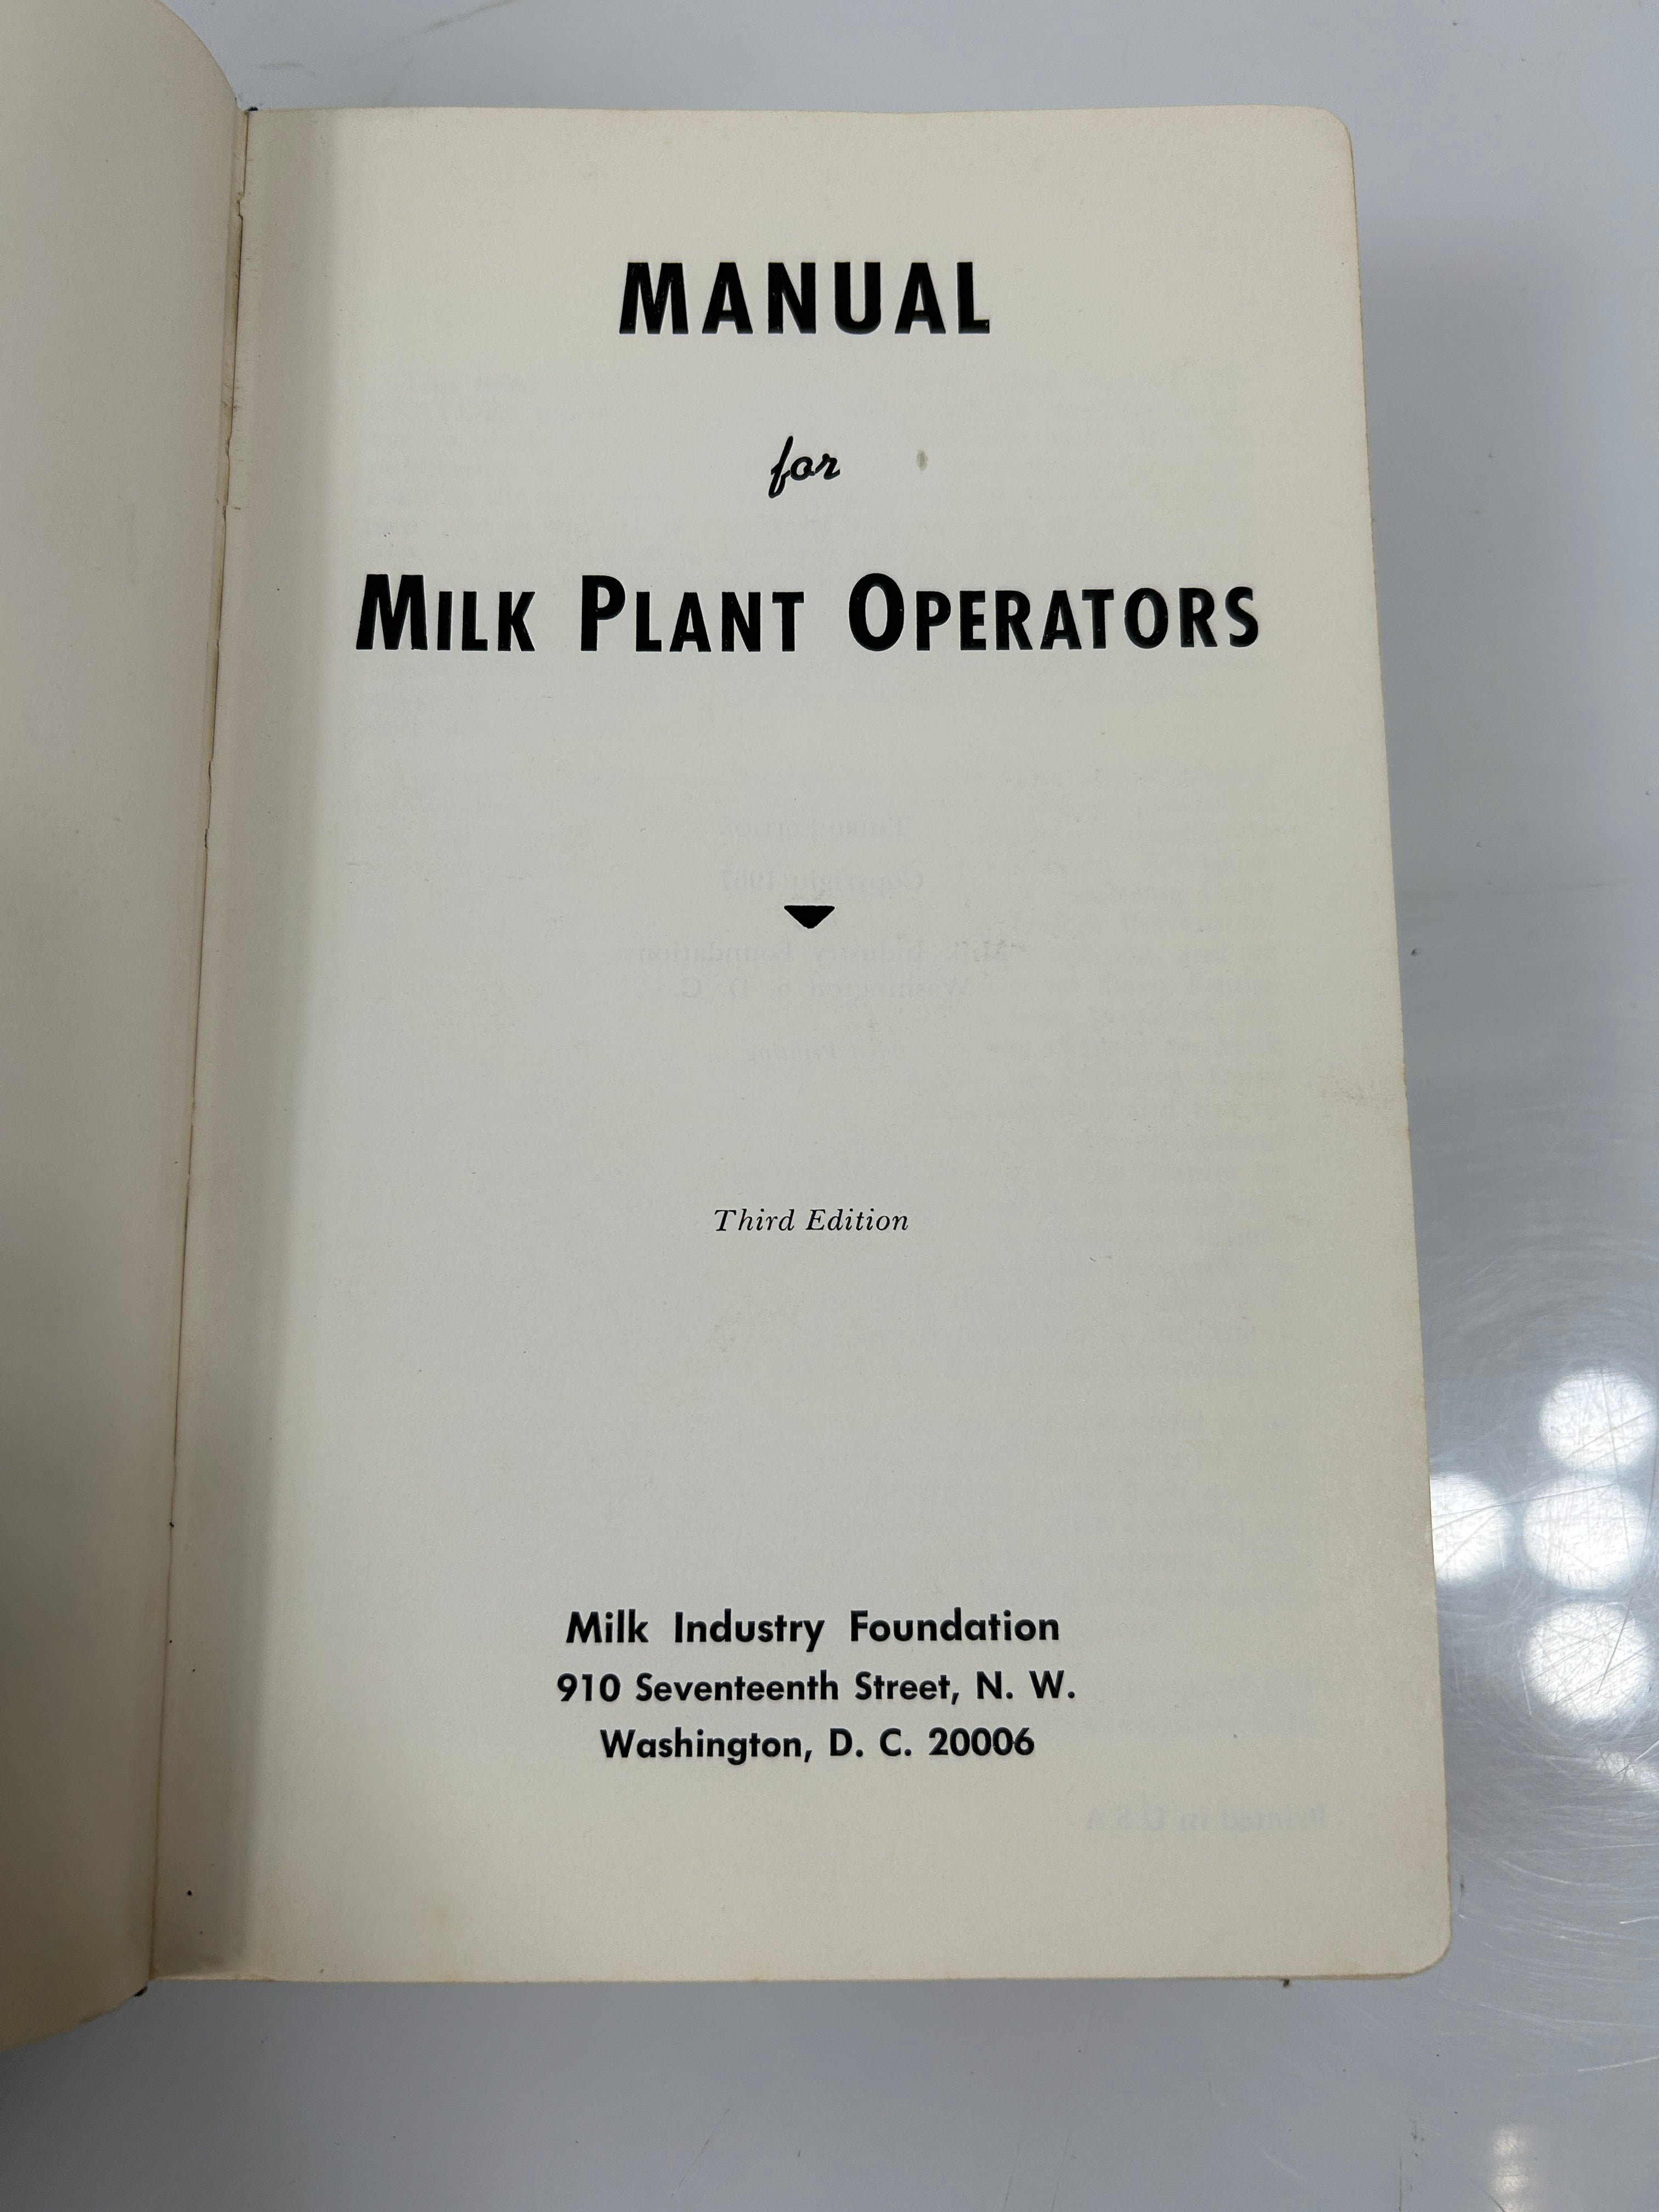 MANUAL
for
MILK PLANT OPERATORS
Third Edition
Milk Industry Foundation
910 Seventeenth Street, N. W.
Washington, D. C. 20006